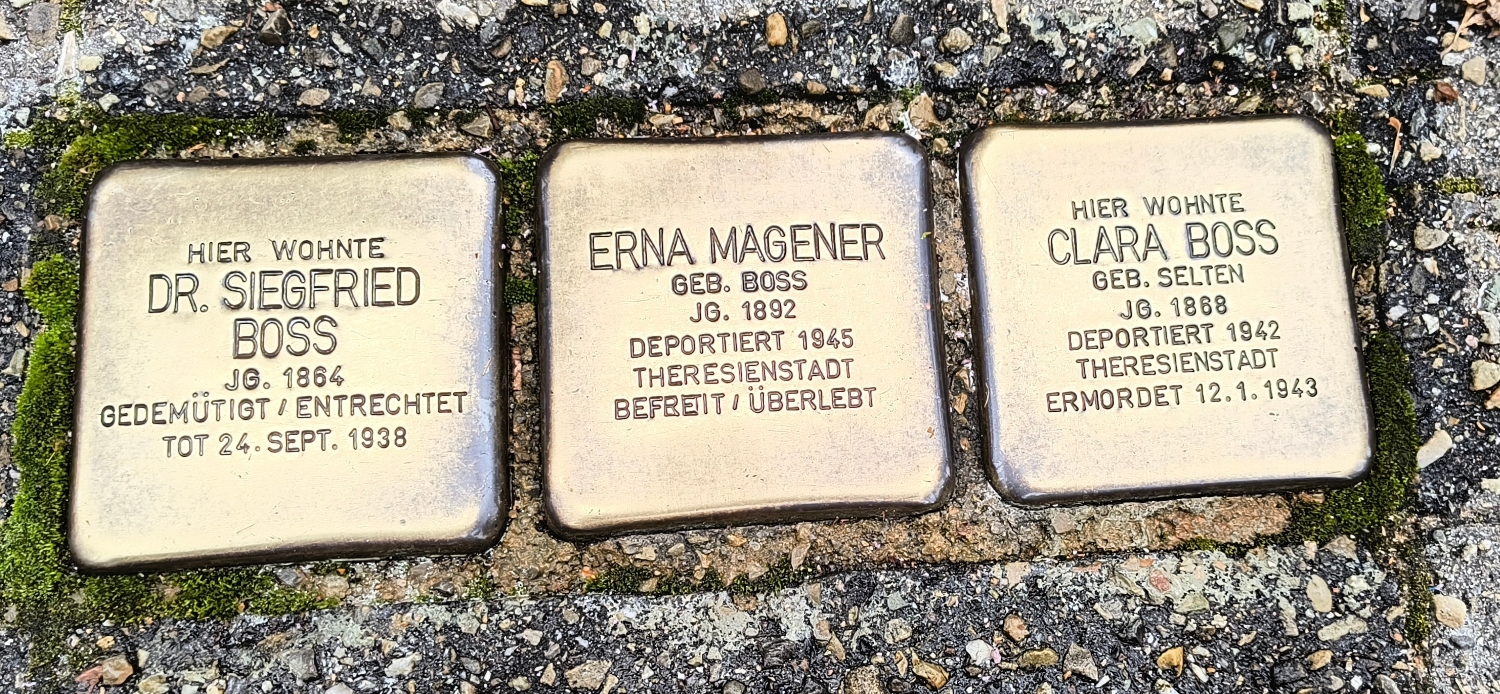 HIER WOHNTE
DR. SIEGFRIED
BOSS
JG. 1864
GEDEMÜTIGT / ENTRECHTET
TOT 24. SEPT. 1938
ERNA MAGENER
GEB. BOSS
JG. 1892
DEPORTIERT 1945
THERESIENSTADT
BEFREIT / ÜBERLEBT
HIER WOHNTE
CLARA BOSS
GEB. SELTEN
JG. 1868
DEPORTIERT 1942
THERESIENSTADT
ERMORDET 12.1.1943